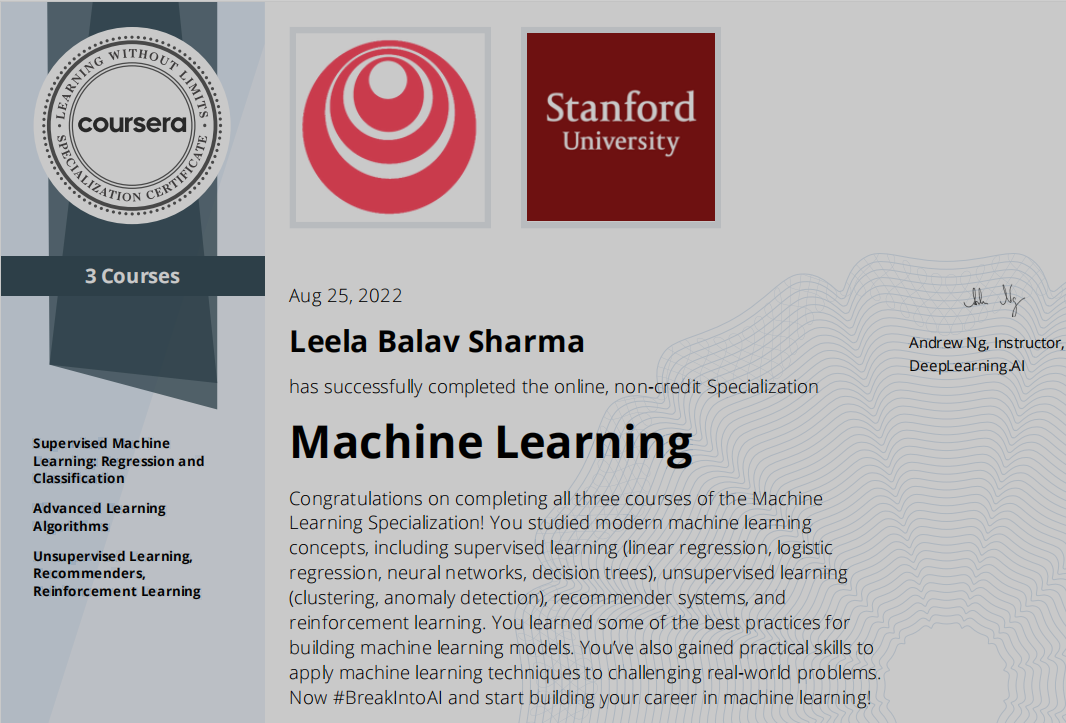 LEARNING WITHOUT LIMITS
coursera
SPECIALIZATION CERTIFICATE
3 Courses
Supervised Machine
Learning: Regression and
Classification
Advanced Learning
Algorithms
Unsupervised Learning,
Recommenders,
Reinforcement Learning
Stanford
University
Aug 25, 2022
Leela Balav Sharma
has successfully completed the online, non-credit Specialization
Machine Learning
Congratulations on completing all three courses of the Machine
Learning Specialization! You studied modern machine learning
concepts, including supervised learning (linear regression, logistic
regression, neural networks, decision trees), unsupervised learning
(clustering, anomaly detection), recommender systems, and
reinforcement learning. You learned some of the best practices for
building machine learning models. You’ve also gained practical skills to
apply machine learning techniques to challenging real-world problems.
Now #BreakIntoAI and start building your career in machine learning!
Andrew Ng, Instructor,
DeepLearning.AI